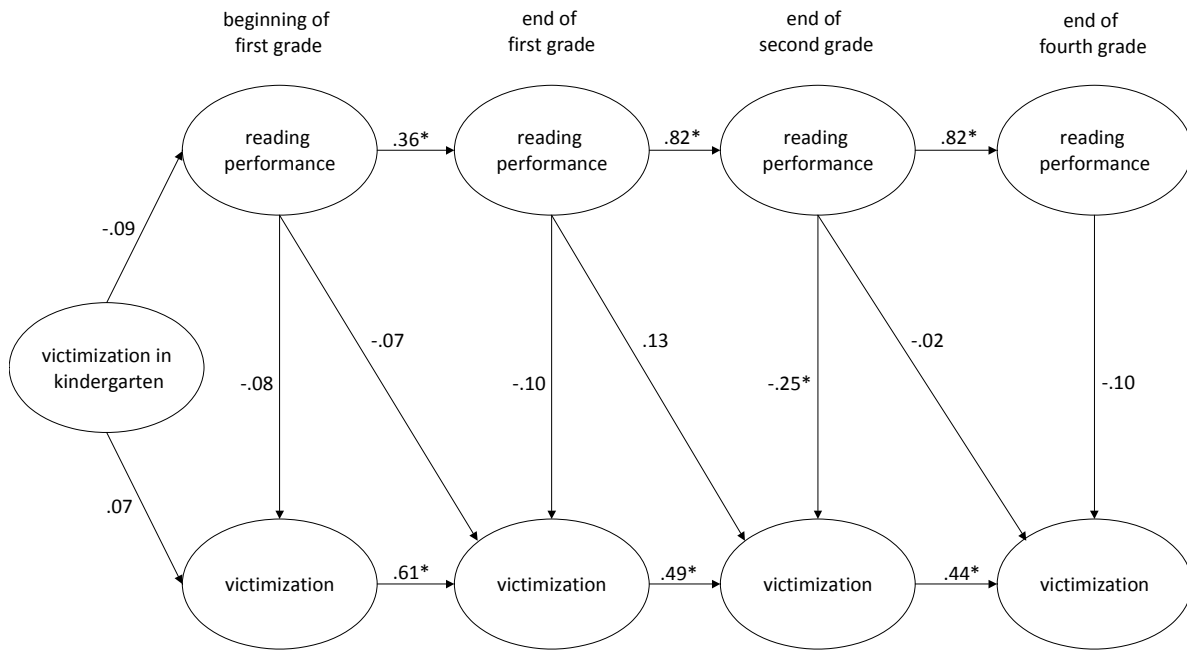 beginning of
first grade
end of
first grade
end of
second grade
end of
fourth grade
reading
performance
.36*
reading
performance
.82*
reading
performance
.82*
reading
performance
-.09
-.07
.13
-.02
victimization in
kindergarten
-.08
-.10
-.25*
-.10
.07
victimization
.61*
victimization
.49*
victimization
.44*
victimization